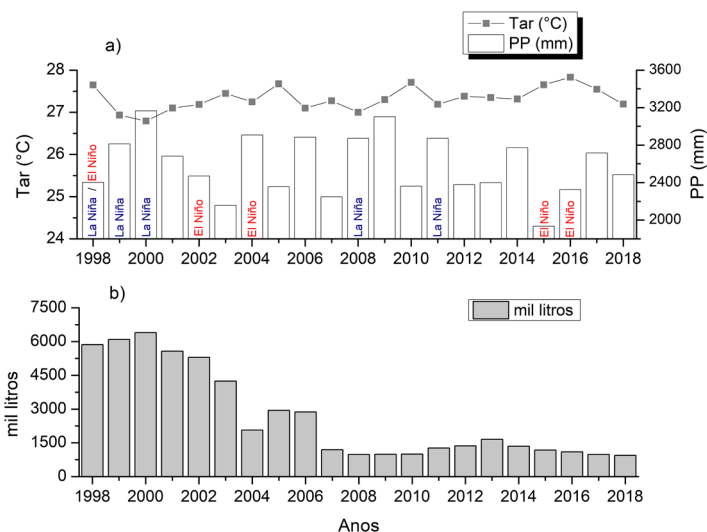 Tar (°C)
PP (mm)
a)
28
27
26
25
24
Tar (°C)
3600
3200
2800
2400
2000
PP (mm)
La Niña / El Niño
La Niña
La Niña
El Niño
El Niño
La Niña
La Niña
El Niño
El Niño
1998 2000 2002 2004 2006 2008 2010 2012 2014 2016 2018
b)
mil litros
7500
6000
4500
3000
1500
0
mil litros
1998 2000 2002 2004 2006 2008 2010 2012 2014 2016 2018
Anos